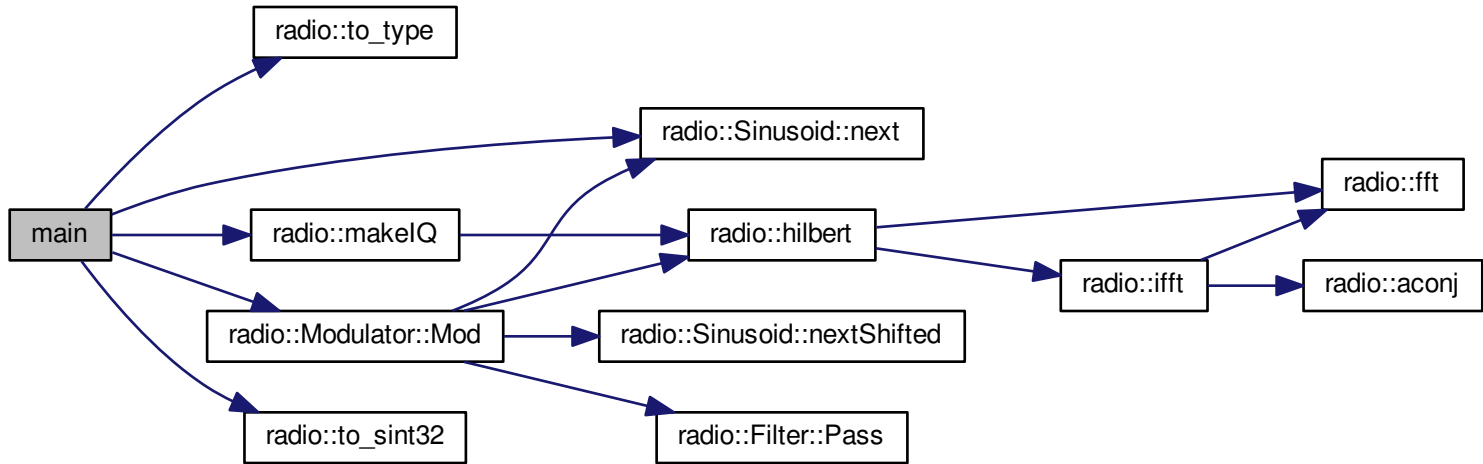 radio::to_type
radio::Sinusoid::next
radio::fft
main
radio::makeIQ
radio::hilbert
radio::ifft
radio::aconj
radio::Modulator::Mod
radio::Sinusoid::nextShifted
radio::to_sint32
radio::Filter::Pass